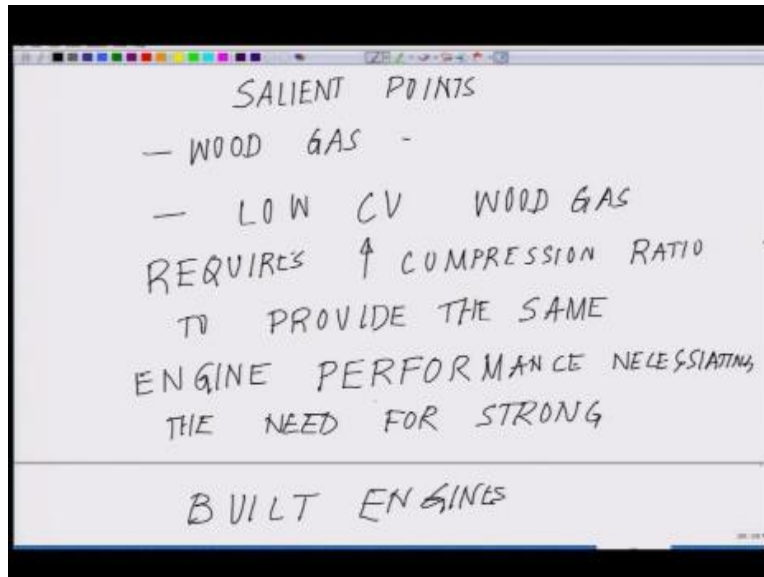 SALIENT POINTS
— WOOD GAS -
— LOW CV WOOD GAS
REQUIRES ↑ COMPRESSION RATIO
TO PROVIDE THE SAME
ENGINE PERFORMANCE NECESSIATING
THE NEED FOR STRONG
BUILT ENGINES